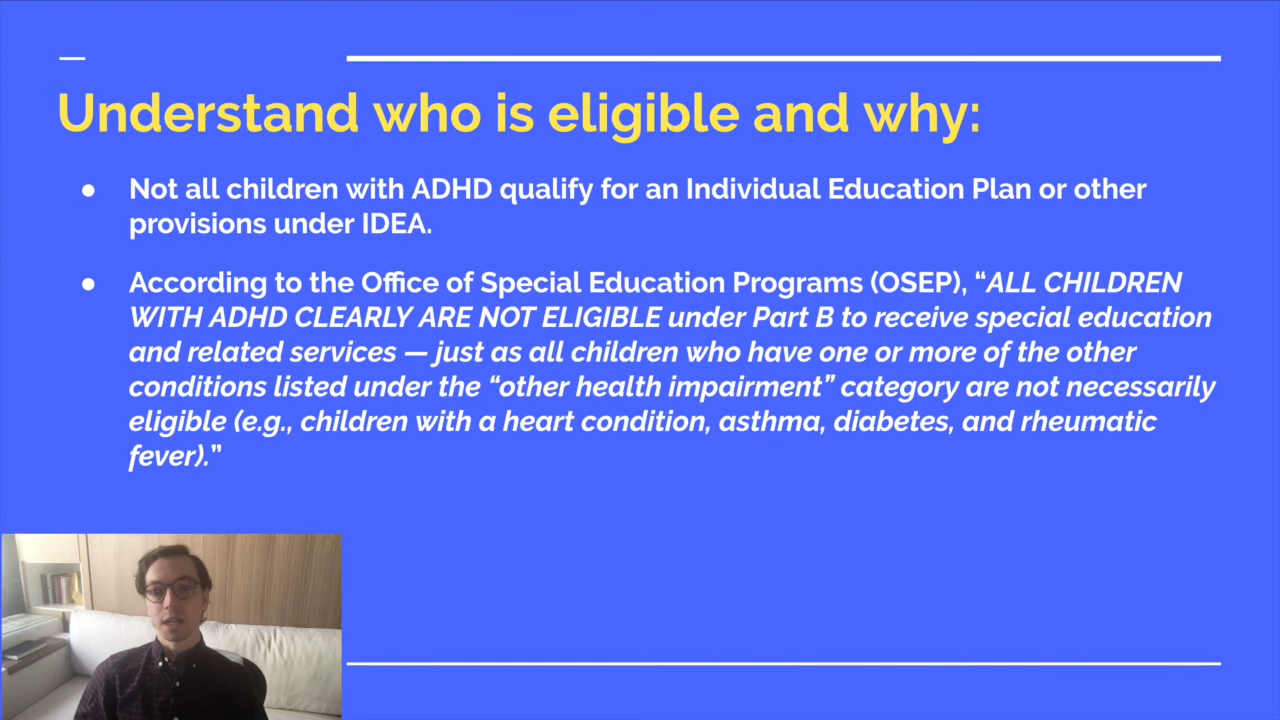 Understand who is eligible and why:
● Not all children with ADHD qualify for an Individual Education Plan or other
provisions under IDEA.
● According to the Office of Special Education Programs (OSEP), “ALL CHILDREN
WITH ADHD CLEARLY ARE NOT ELIGIBLE under Part B to receive special education
and related services — just as all children who have one or more of the other
conditions listed under the “other health impairment” category are not necessarily
eligible (e.g., children with a heart condition, asthma, diabetes, and rheumatic
fever).”